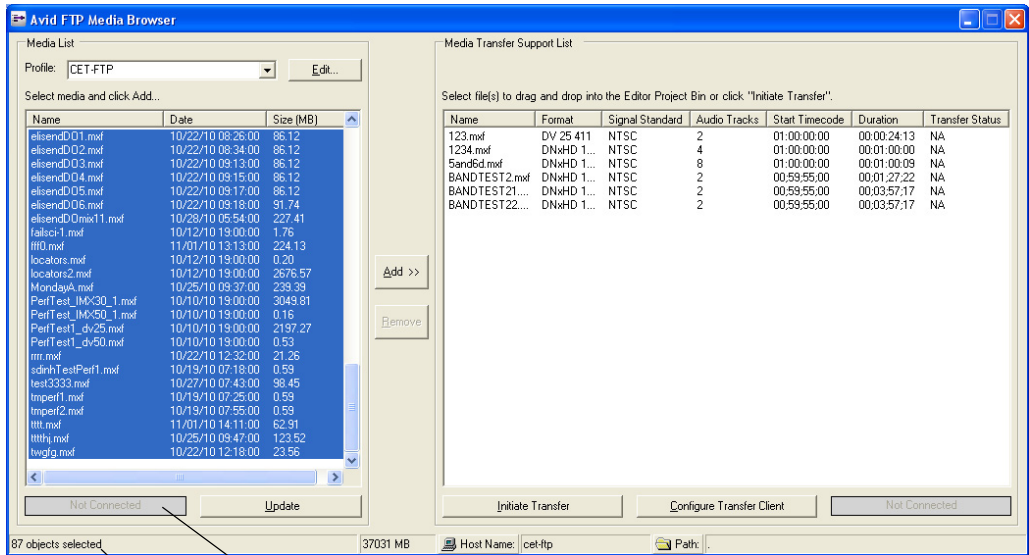 Avid FTP Media Browser
Media List
Profile: CET-FTP Edit...
Select media and click Add...
Name Date Size (MB)
elisendDO1.mxf 10/22/10 08:26:00 86.12
elisendDO2.mxf 10/22/10 08:34:00 86.12
elisendDO3.mxf 10/22/10 09:13:00 86.12
elisendDO4.mxf 10/22/10 09:15:00 86.12
elisendDO5.mxf 10/22/10 09:17:00 86.12
elisendDO6.mxf 10/22/10 09:18:00 91.74
elisendDOmix11.mxf 10/28/10 05:54:00 227.41
failsci-1.mxf 10/12/10 19:00:00 1.76
fff0.mxf 11/01/10 13:13:00 224.13
locators.mxf 10/12/10 19:00:00 0.20
locators2.mxf 10/12/10 19:00:00 2676.57
MondayA.mxf 10/25/10 09:37:00 239.39
PerfTest_IMX30_1.mxf 10/10/10 19:00:00 3049.81
PerfTest_IMX50_1.mxf 10/10/10 19:00:00 0.16
PerfTest1_dv25.mxf 10/10/10 19:00:00 2197.27
PerfTest1_dv50.mxf 10/10/10 19:00:00 0.53
rrrr.mxf 10/22/10 12:32:00 21.26
sdinhTestPerf1.mxf 10/19/10 07:18:00 0.59
test3333.mxf 10/27/10 07:43:00 98.45
tmperf1.mxf 10/19/10 07:25:00 0.59
tmperf2.mxf 10/19/10 07:55:00 0.59
tttt.mxf 11/01/10 14:11:00 62.91
tttthj.mxf 10/25/10 09:47:00 123.52
twgfg.mxf 10/22/10 12:18:00 23.56
Not Connected Update
Add >>
Remove
Media Transfer Support List
Select file(s) to drag and drop into the Editor Project Bin or click "Initiate Transfer".
Name Format Signal Standard Audio Tracks Start Timecode Duration Transfer Status
123.mxf DV 25 411 NTSC 2 01:00:00:00 00:00:24:13 NA
1234.mxf DNxHD 1... NTSC 4 01:00:00:00 00:01:00:00 NA
5and6d.mxf DNxHD 1... NTSC 8 01:00:00:00 00:01:00:09 NA
BANDTEST2.mxf DNxHD 1... NTSC 2 00;59;55;00 00;01;27;22 NA
BANDTEST21.... DNxHD 1... NTSC 2 00;59;55;00 00;03;57;17 NA
BANDTEST22.... DNxHD 1... NTSC 2 00;59;55;00 00;03;57;17 NA
Initiate Transfer Configure Transfer Client Not Connected
87 objects selected 37031 MB Host Name: cet-ftp Path: .